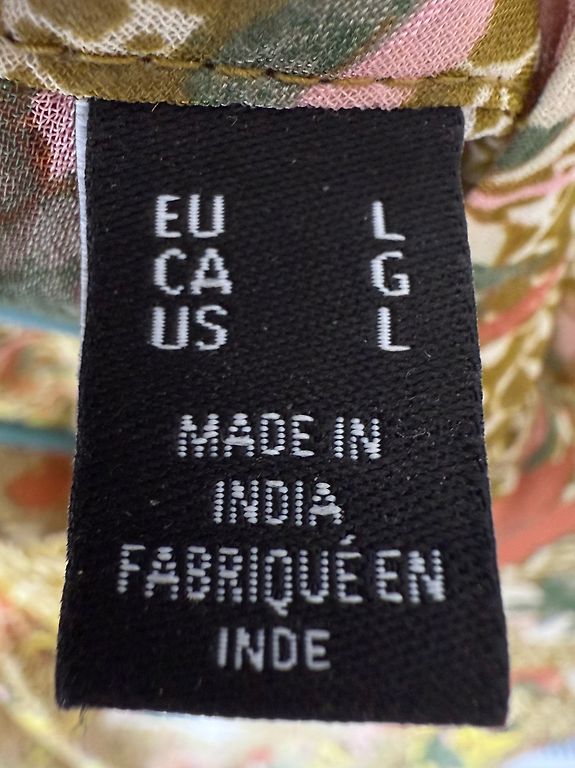 EU L
CA G
US L
MADE IN
INDIA
FABRIQUÉ EN
INDE